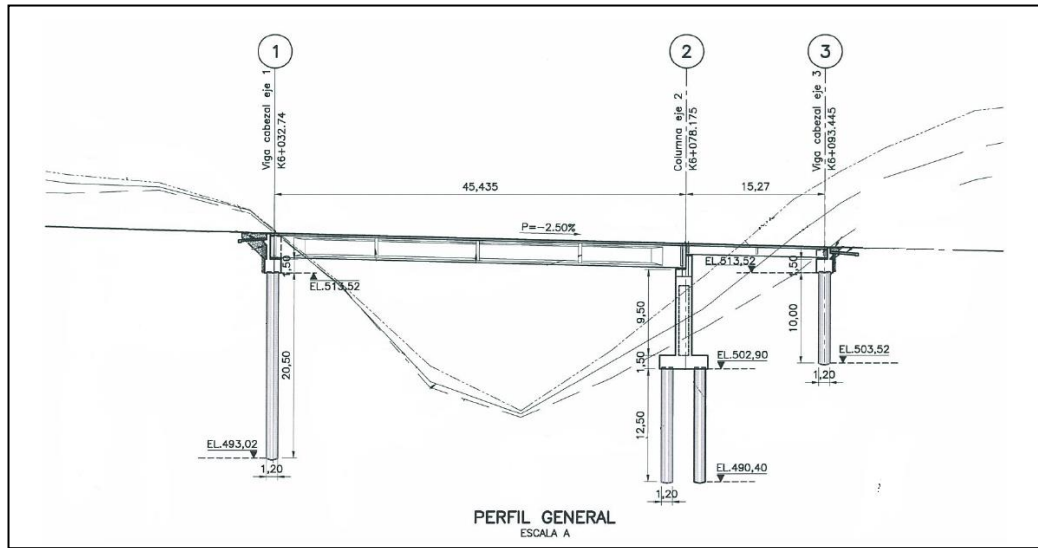 1
2
3
Viga cabezal eje 1
K6+032.74
Columna eje 2
K6+078.175
Viga cabezal eje 3
K6+093.445
45,435
15,27
P=-2.50%
EL.513,52
EL.513,52
1,50
9,50
10,00
20,50
1,50
EL.502,90
EL.503,52
1,20
12,50
EL.493,02
1,20
EL.490,40
1,20
PERFIL GENERAL
ESCALA A